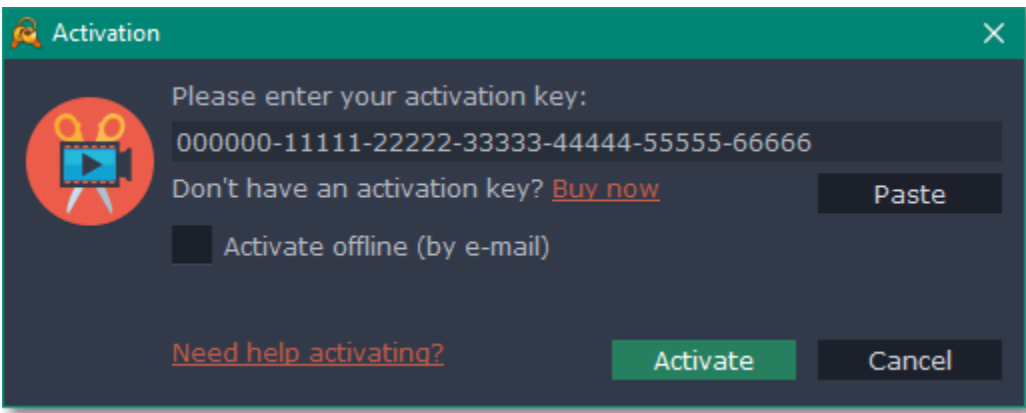 Activation
Please enter your activation key:
000000-11111-22222-33333-44444-55555-66666
Don't have an activation key? Buy now
Paste
Activate offline (by e-mail)
Need help activating?
Activate
Cancel